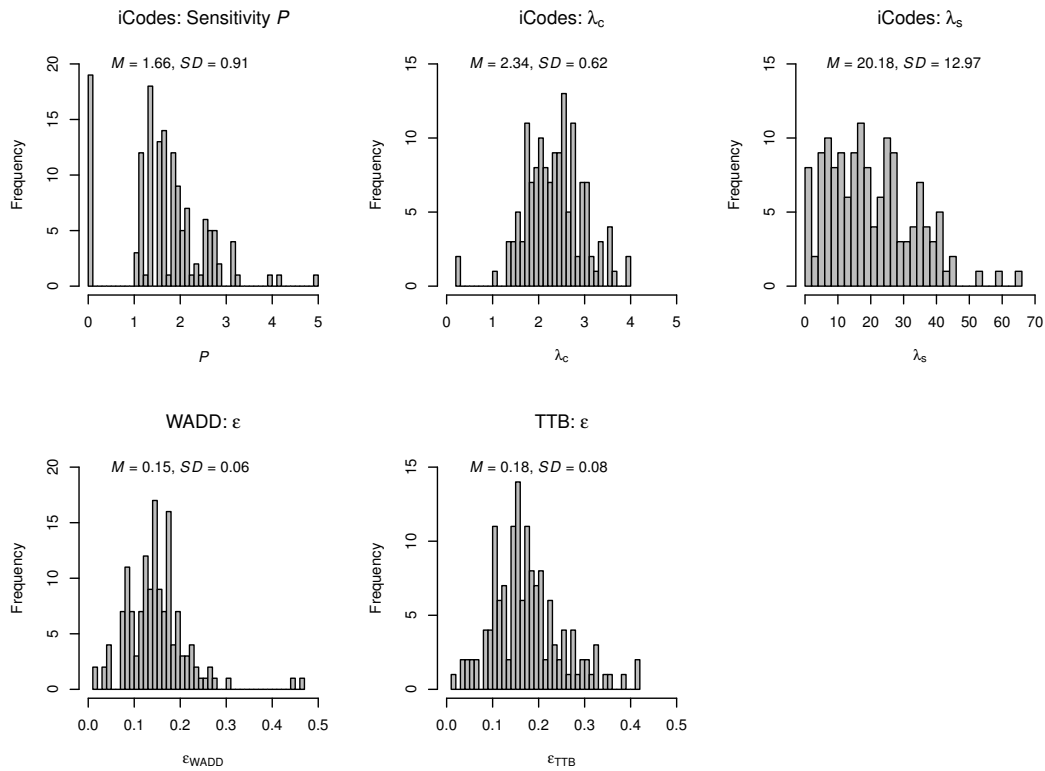 iCodes: Sensitivity P
M = 1.66, SD = 0.91
Frequency
0 5 10 15 20
0 1 2 3 4 5
P
iCodes: λc
M = 2.34, SD = 0.62
Frequency
0 5 10 15
0 1 2 3 4 5
λc
iCodes: λs
M = 20.18, SD = 12.97
Frequency
0 5 10 15
0 10 20 30 40 50 60 70
λs
WADD: ε
M = 0.15, SD = 0.06
Frequency
0 5 10 15 20
0.0 0.1 0.2 0.3 0.4 0.5
εWADD
TTB: ε
M = 0.18, SD = 0.08
Frequency
0 5 10 15
0.0 0.1 0.2 0.3 0.4 0.5
εTTB